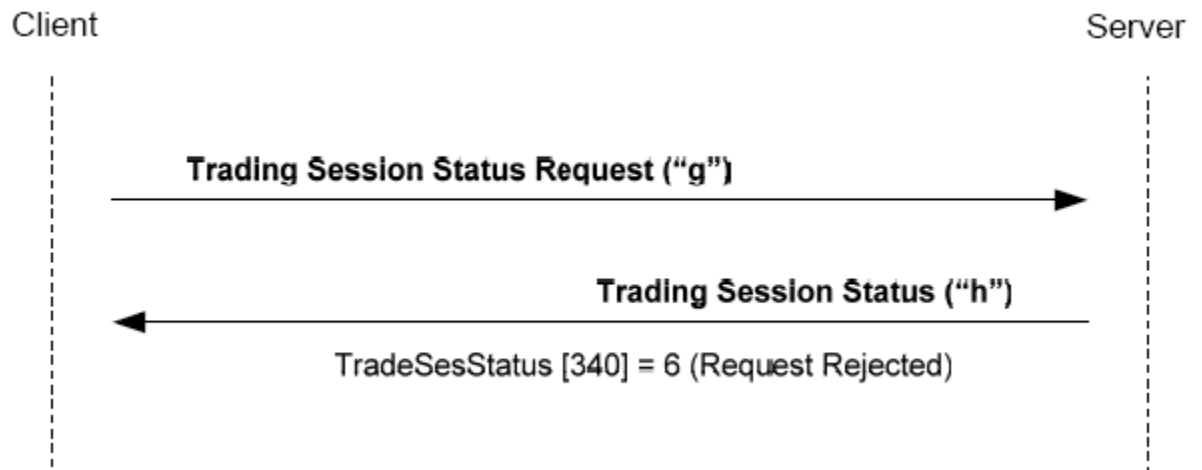 Client
Server
Trading Session Status Request (“g”)
Trading Session Status (“h”)
TradeSesStatus [340] = 6 (Request Rejected)